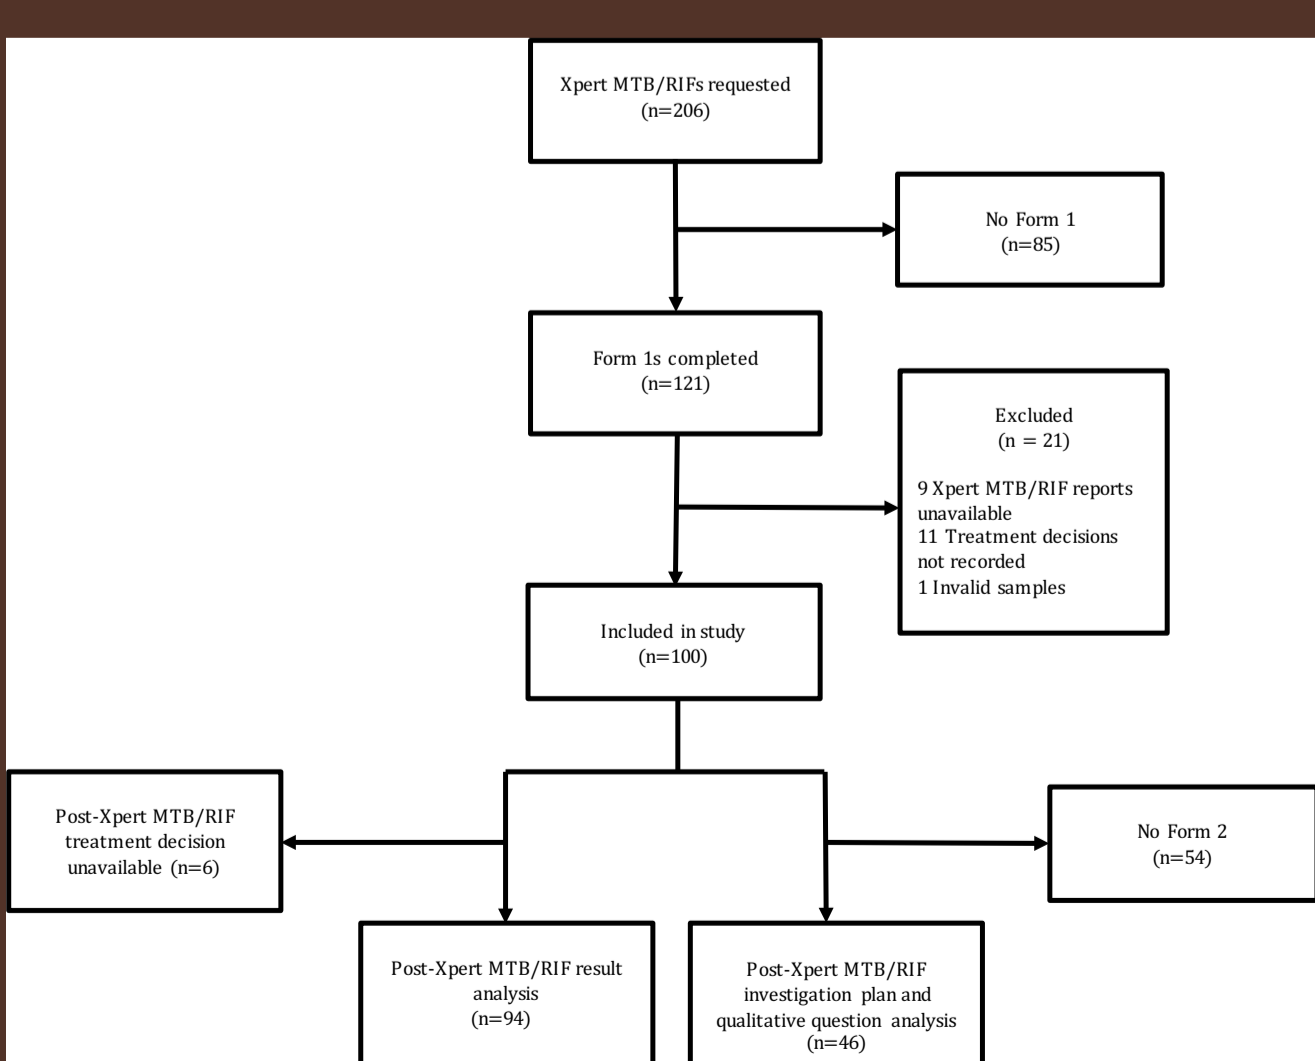 Xpert MTB/RIFs requested
(n=206)
No Form 1
(n=85)
Form 1s completed
(n=121)
Excluded
(n = 21)
9 Xpert MTB/RIF reports
unavailable
11 Treatment decisions
not recorded
1 Invalid samples
Included in study
(n=100)
Post-Xpert MTB/RIF
treatment decision
unavailable (n=6)
No Form 2
(n=54)
Post-Xpert MTB/RIF result
analysis
(n=94)
Post-Xpert MTB/RIF
investigation plan and
qualitative question analysis
(n=46)